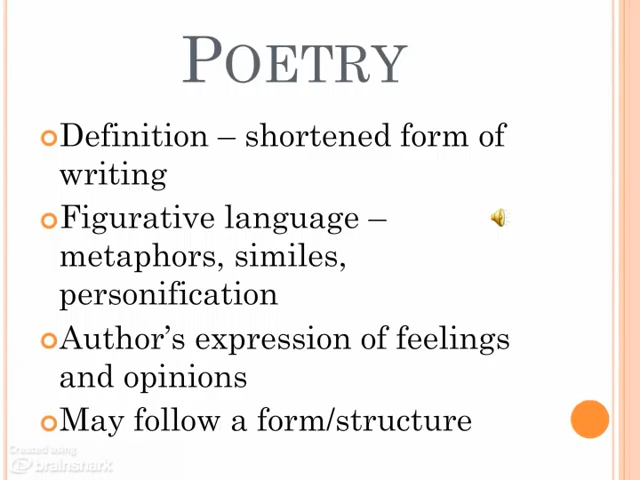 POETRY
Definition – shortened form of
writing
Figurative language –
metaphors, similes,
personification
Author's expression of feelings
and opinions
May follow a form/structure
Created using
brainshark